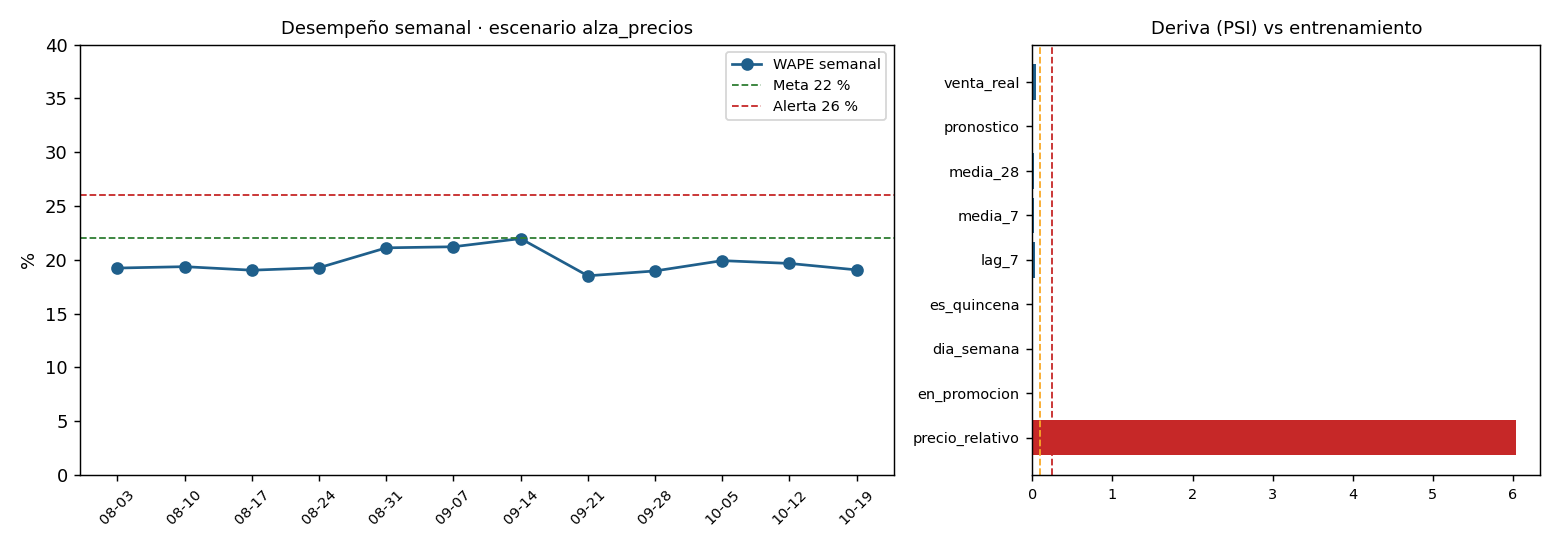 Desempeño semanal · escenario alza_precios
%
40
35
30
25
20
15
10
5
0
WAPE semanal
Meta 22 %
Alerta 26 %
08-03
08-10
08-17
08-24
08-31
09-07
09-14
09-21
09-28
10-05
10-12
10-19
Deriva (PSI) vs entrenamiento
venta_real
pronostico
media_28
media_7
lag_7
es_quincena
dia_semana
en_promocion
precio_relativo
0
1
2
3
4
5
6